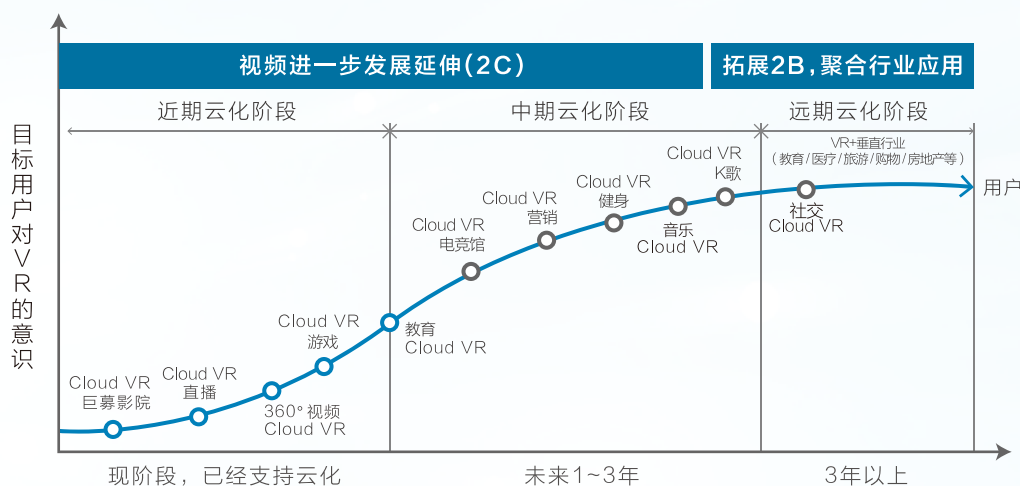 视频进一步发展延伸(2C)
拓展2B,聚合行业应用
近期云化阶段
中期云化阶段
远期云化阶段
目标用户对VR的意识
VR+垂直行业
(教育/医疗/旅游/购物/房地产等)
用户
Cloud VR
巨募影院
Cloud VR
直播
360°视频
Cloud VR
Cloud VR
游戏
教育
Cloud VR
Cloud VR
电竞馆
Cloud VR
营销
Cloud VR
健身
音乐
Cloud VR
Cloud VR
K歌
社交
Cloud VR
现阶段，已经支持云化
未来1~3年
3年以上